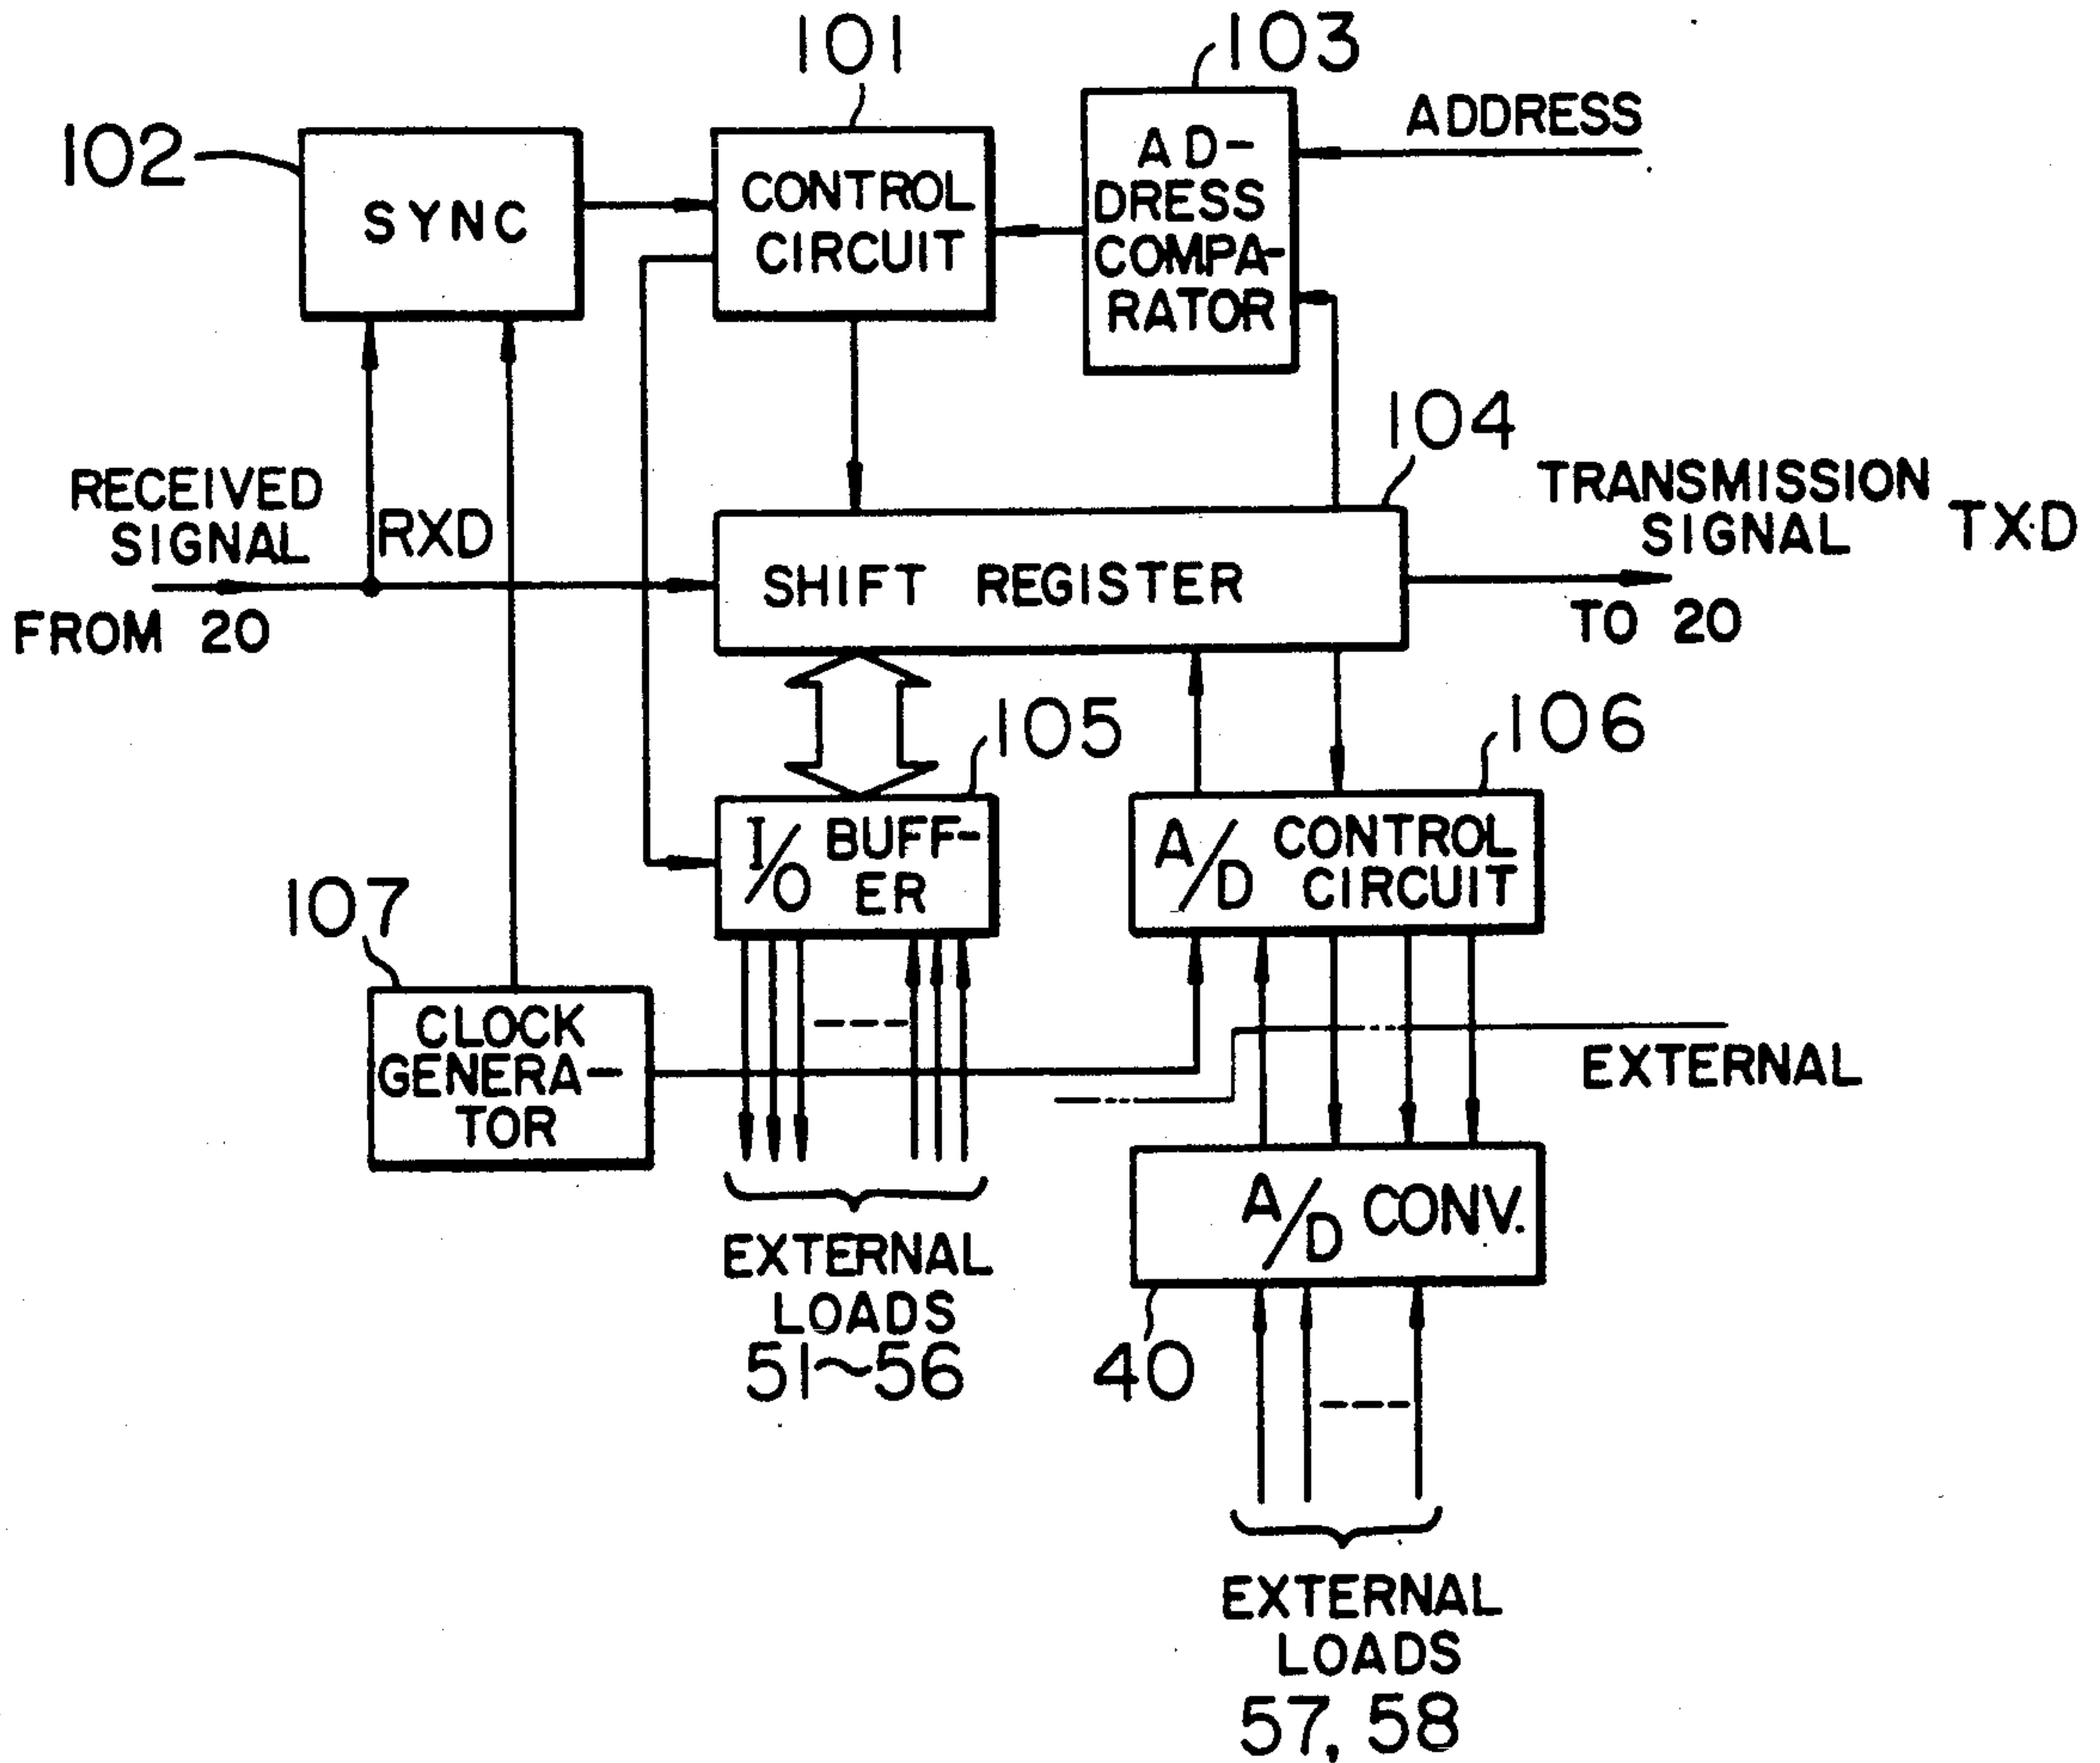 101
103
ADDRESS
102
SYNC
CONTROL
CIRCUIT
AD-
DRESS
COMPA-
RATOR
104
RECEIVED
SIGNAL
RXD
FROM 20
SHIFT REGISTER
TRANSMISSION
SIGNAL
TX.D
TO 20
105
106
I/O BUFF-
ER
A/D CONTROL
CIRCUIT
107
CLOCK
GENERA-
TOR
EXTERNAL
A/D CONV.
EXTERNAL
LOADS
51~56
40
EXTERNAL
LOADS
57, 58